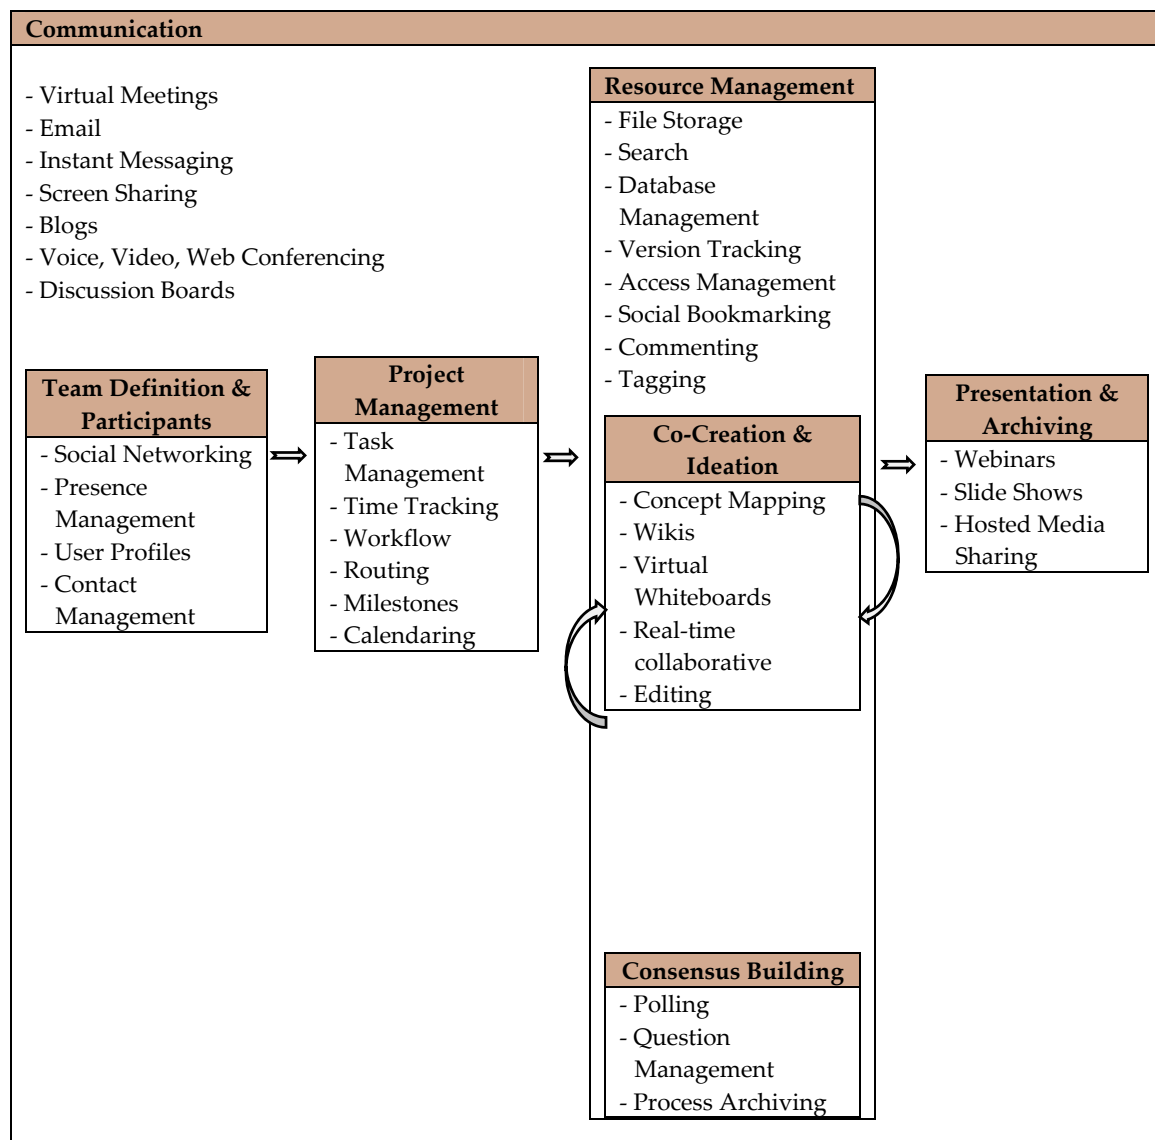 Communication
- Virtual Meetings
- Email
- Instant Messaging
- Screen Sharing
- Blogs
- Voice, Video, Web Conferencing
- Discussion Boards
Team Definition &
Participants
- Social Networking
- Presence
Management
- User Profiles
- Contact
Management
Project
Management
- Task
Management
- Time Tracking
- Workflow
- Routing
- Milestones
- Calendaring
Resource Management
- File Storage
- Search
- Database
Management
- Version Tracking
- Access Management
- Social Bookmarking
- Commenting
- Tagging
Co-Creation &
Ideation
- Concept Mapping
- Wikis
- Virtual
Whiteboards
- Real-time
collaborative
- Editing
Consensus Building
- Polling
- Question
Management
- Process Archiving
Presentation &
Archiving
- Webinars
- Slide Shows
- Hosted Media
Sharing